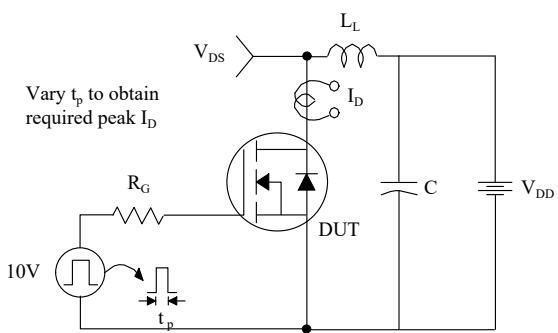 L_L
V_DS
I_D
Vary t_p to obtain
required peak I_D
R_G
C
V_DD
DUT
10V
t_p